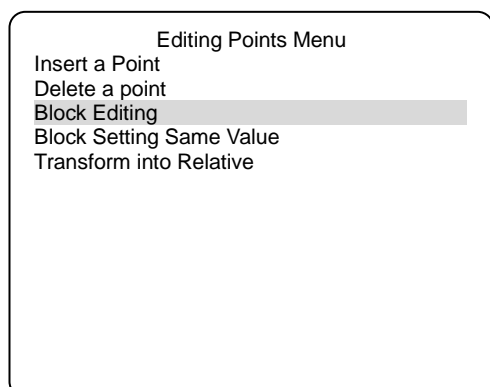 Editing Points Menu
Insert a Point
Delete a point
Block Editing
Block Setting Same Value
Transform into Relative